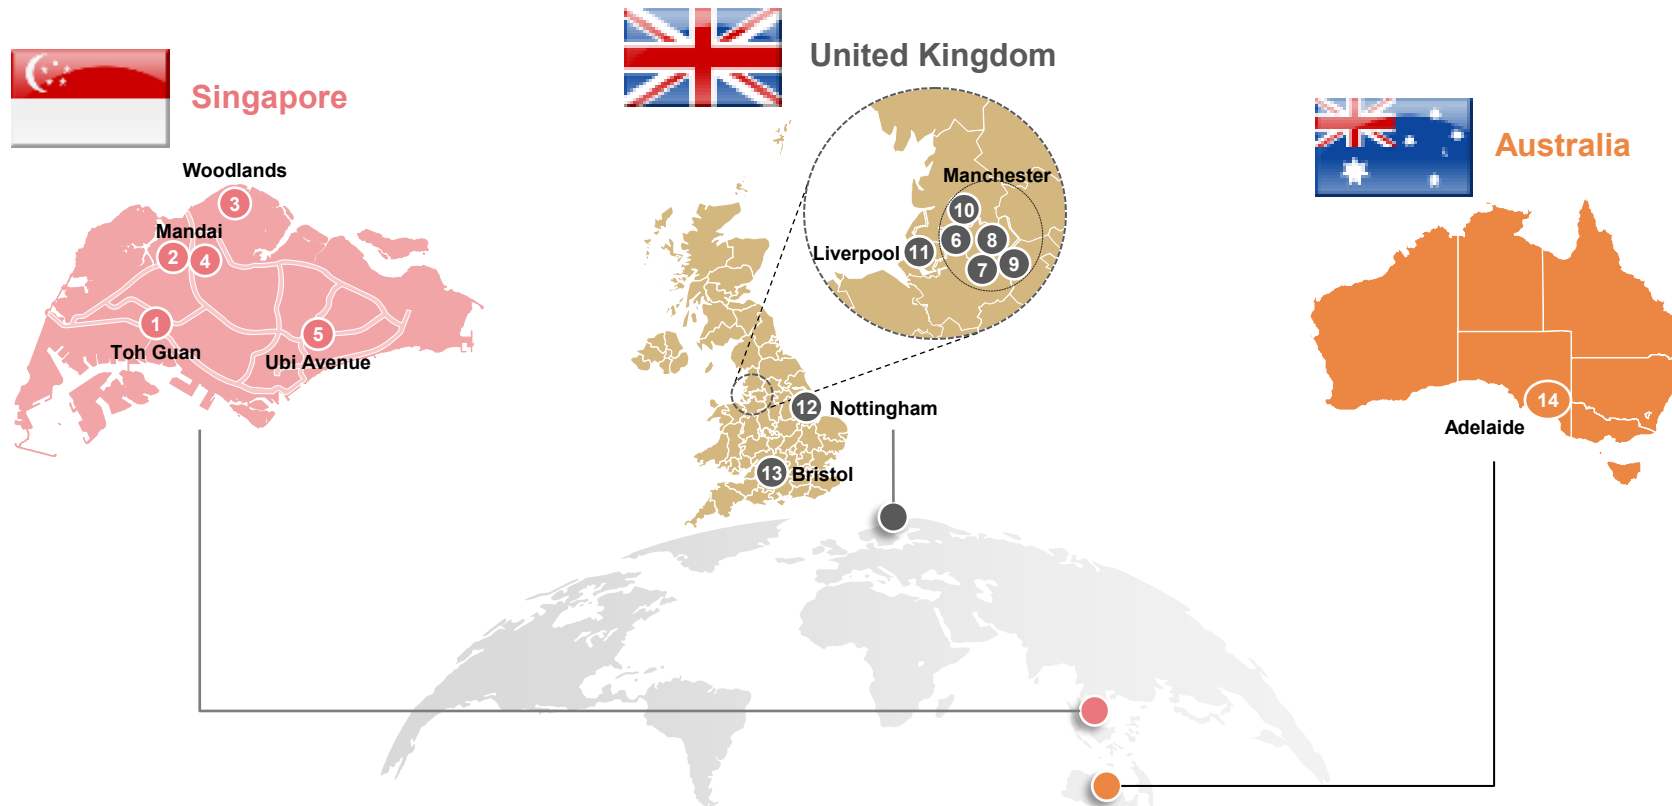 United Kingdom
Singapore
Australia
Woodlands
3
Mandai
2
4
1
Toh Guan
5
Ubi Avenue
Manchester
10
6
8
Liverpool
11
7
9
12
Nottingham
13
Bristol
14
Adelaide